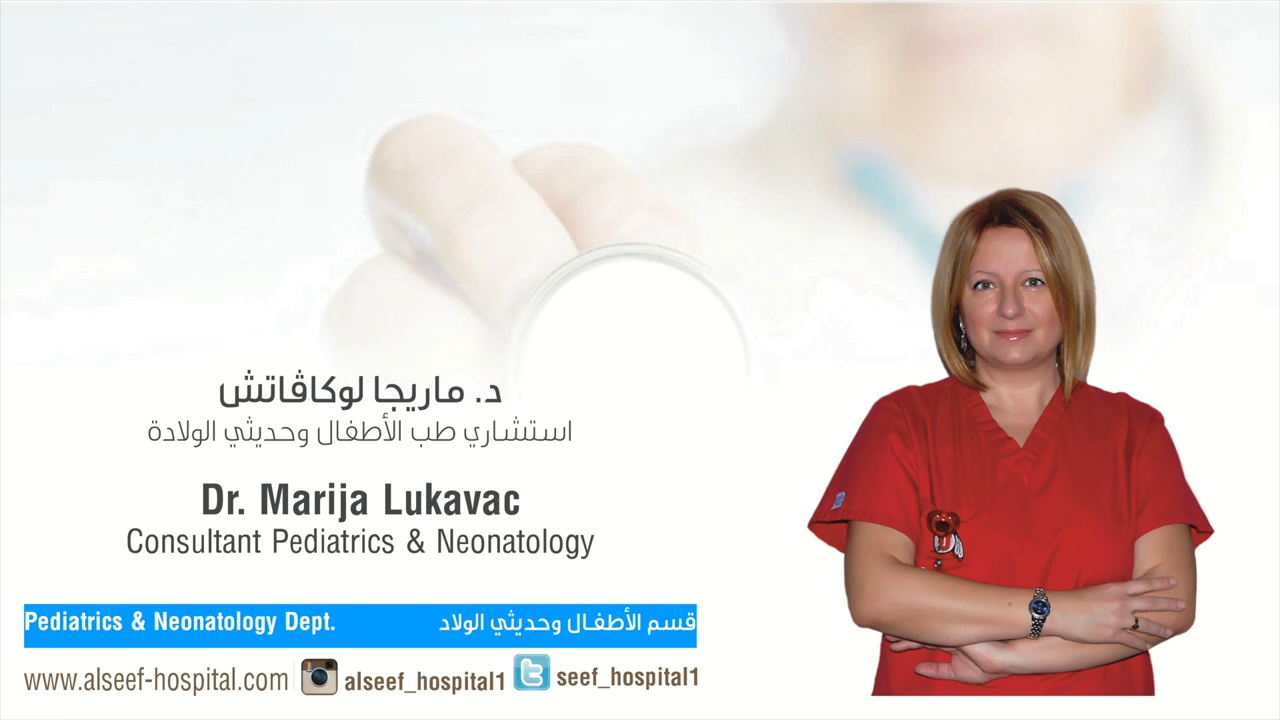 د. ماريجا لوكاڤاتش
استشاري طب الأطفال وحديثي الولادة
Dr. Marija Lukavac
Consultant Pediatrics & Neonatology
Pediatrics & Neonatology Dept. قسم الأطفال وحديثي الولاد
www.alseef-hospital.com alseef_hospital1 seef_hospital1